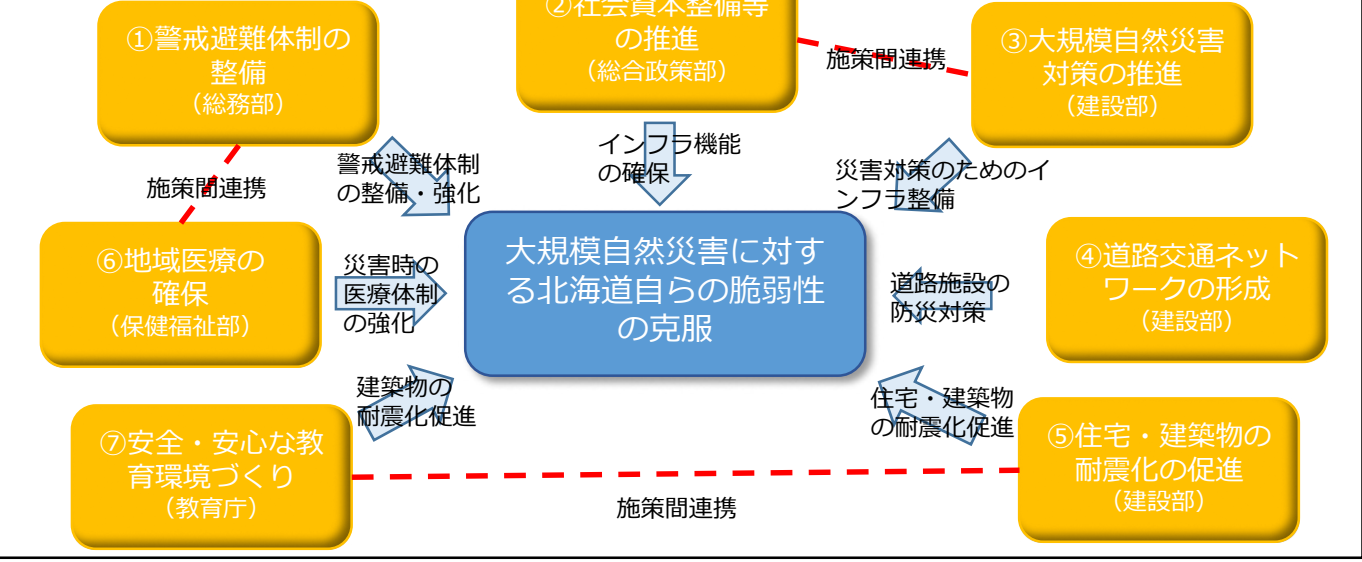 ①警戒避難体制の
整備
（総務部）
②社会資本整備等
の推進
（総合政策部）
③大規模自然災害
対策の推進
（建設部）
施策間連携
施策間連携
警戒避難体制
の整備・強化
インフラ機能
の確保
災害対策のためのイ
ンフラ整備
大規模自然災害に対す
る北海道自らの脆弱性
の克服
⑥地域医療の
確保
（保健福祉部）
災害時の
医療体制
の強化
道路施設の
防災対策
④道路交通ネット
ワークの形成
（建設部）
建築物の
耐震化促進
住宅・建築物
の耐震化促進
⑦安全・安心な教
育環境づくり
（教育庁）
施策間連携
⑤住宅・建築物の
耐震化の促進
（建設部）